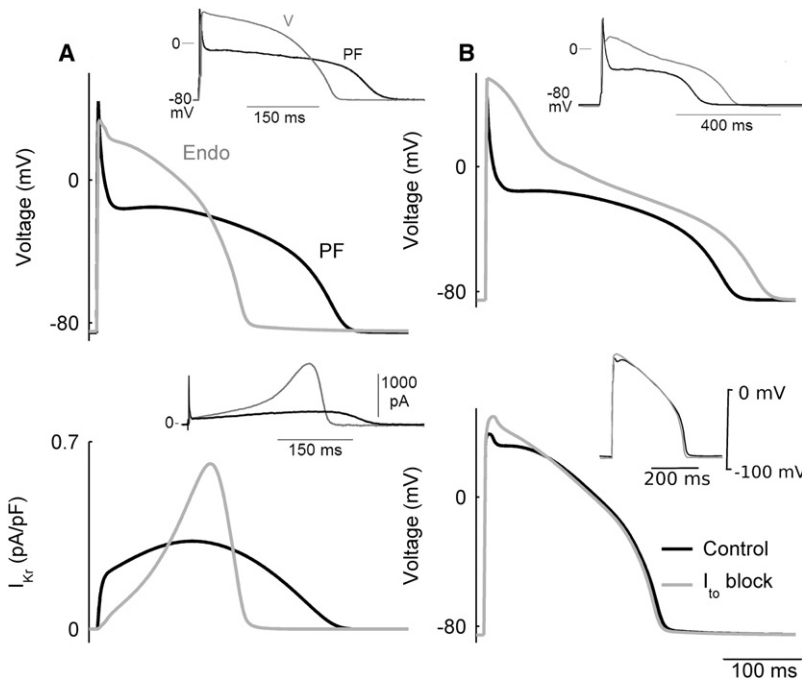 A
V
PF
0
-80
mV
150 ms
Voltage (mV)
0
-80
Endo
PF
1000
pA
0
150 ms
I_Kr (pA/pF)
0.7
0
B
0
-80
mV
400 ms
Voltage (mV)
0
-80
0 mV
-100 mV
200 ms
Voltage (mV)
0
-80
Control
I_to block
100 ms